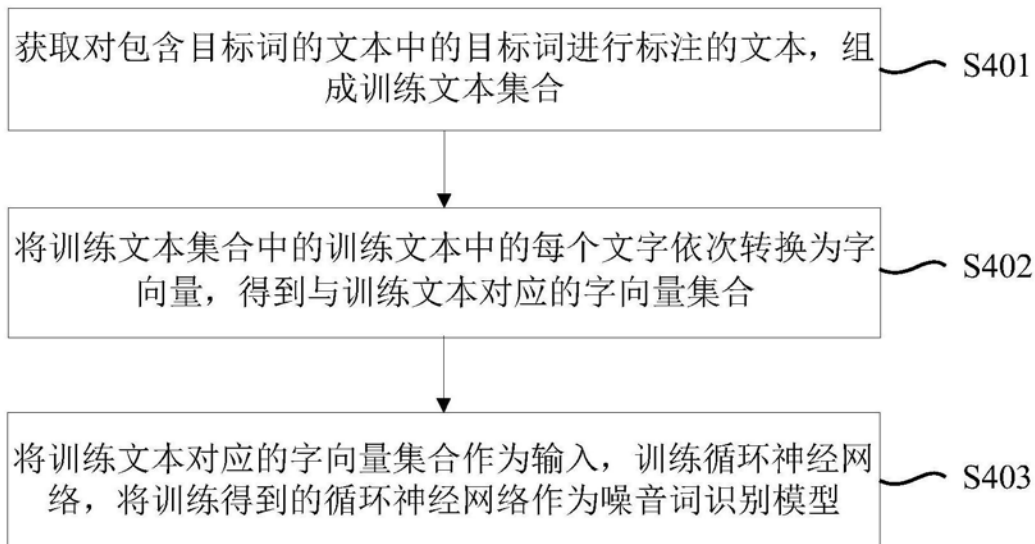 获取对包含目标词的文本中的目标词进行标注的文本，组
成训练文本集合
S401
将训练文本集合中的训练文本中的每个文字依次转换为字
向量，得到与训练文本对应的字向量集合
S402
将训练文本对应的字向量集合作为输入，训练循环神经网
络，将训练得到的循环神经网络作为噪音词识别模型
S403